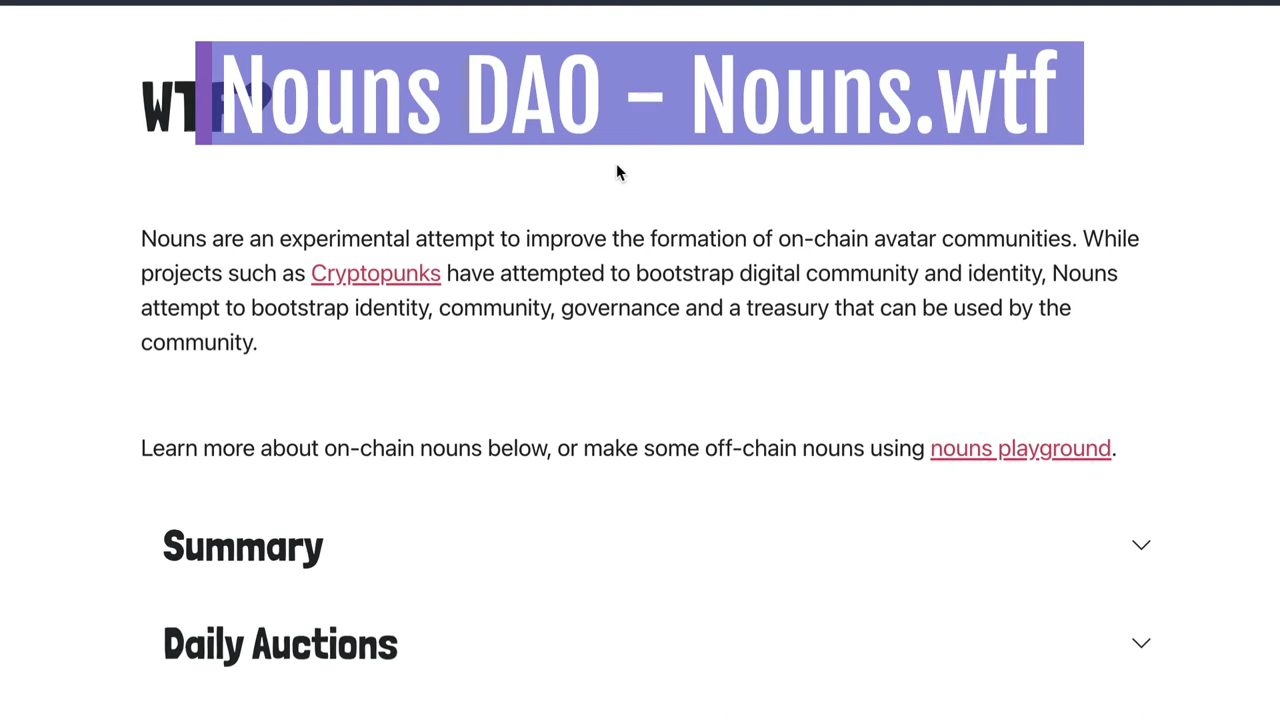 WTF?
Nouns DAO – Nouns.wtf
Nouns are an experimental attempt to improve the formation of on-chain avatar communities. While
projects such as Cryptopunks have attempted to bootstrap digital community and identity, Nouns
attempt to bootstrap identity, community, governance and a treasury that can be used by the
community.
Learn more about on-chain nouns below, or make some off-chain nouns using nouns playground.
Summary
Daily Auctions